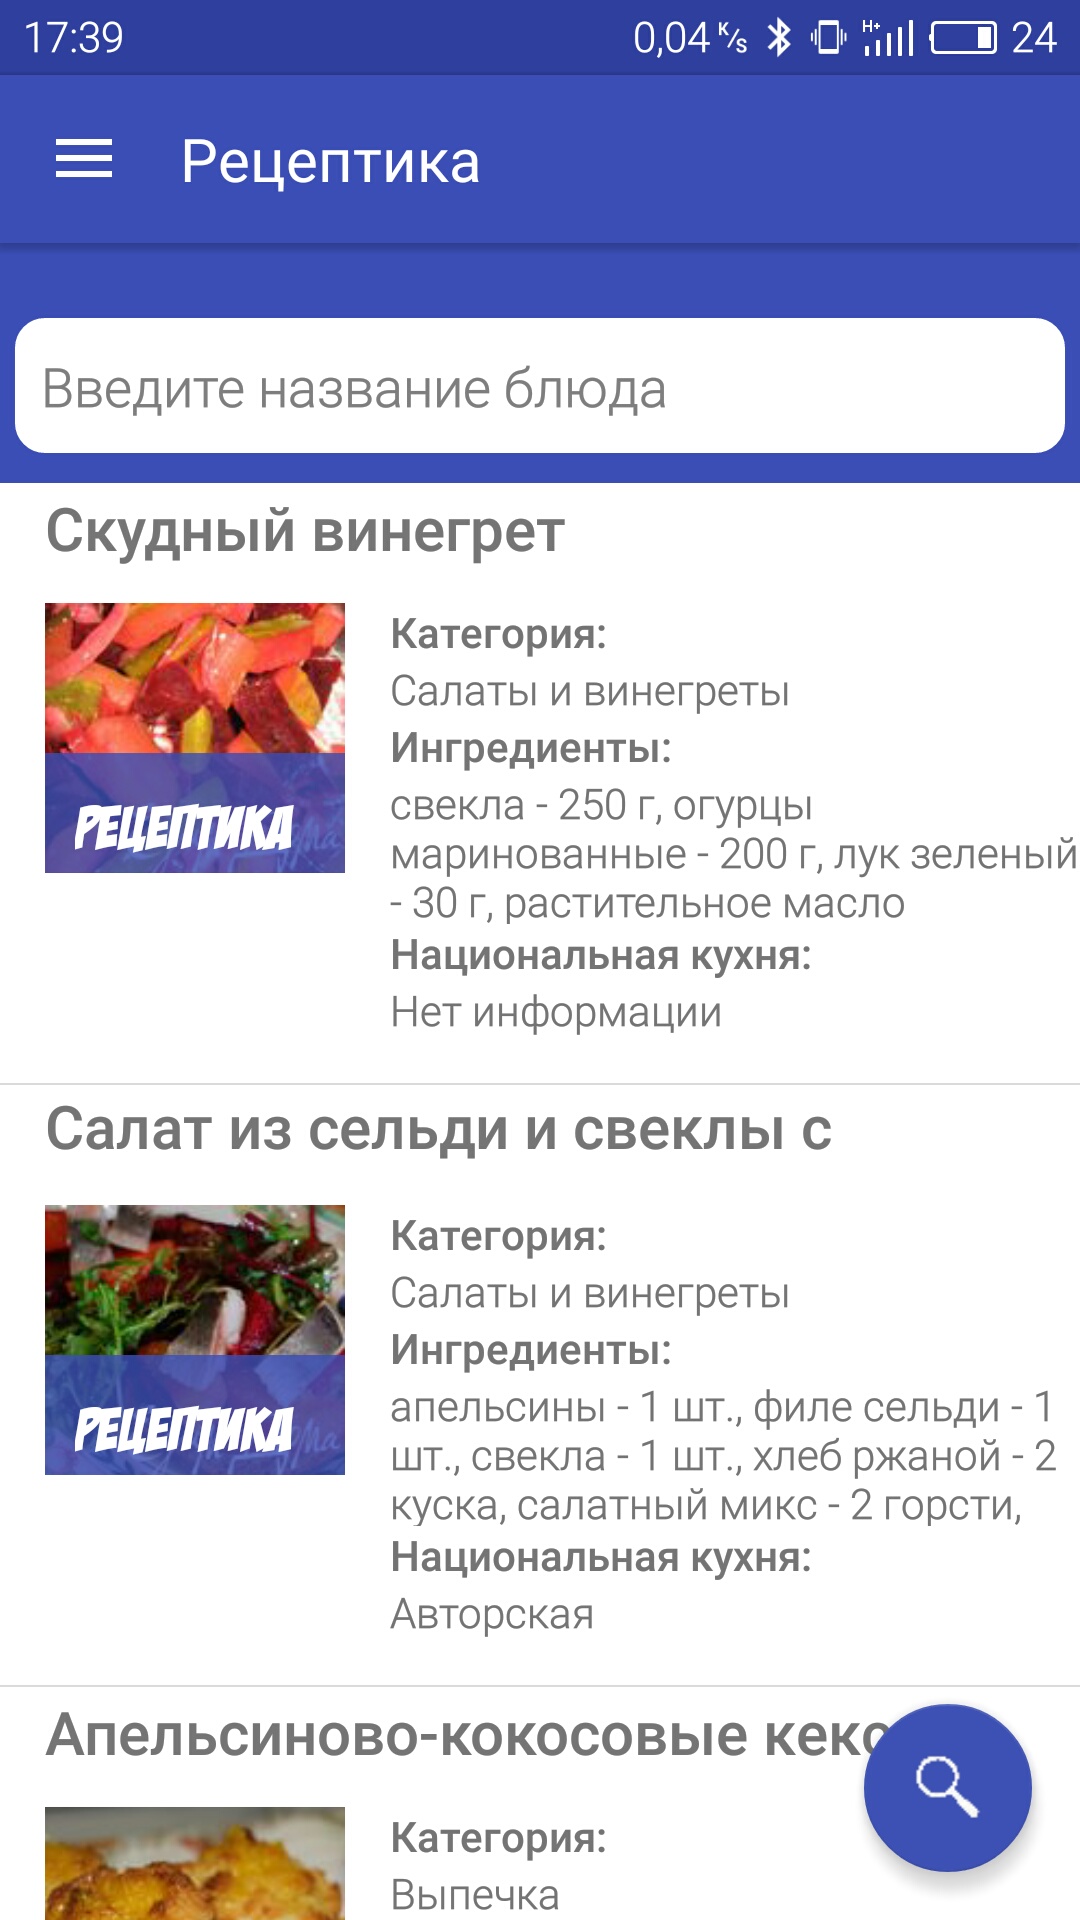 17:39
0,04 K/s H+ 24
Рецептика
Введите название блюда
Скудный винегрет
РЕЦЕПТИКА
Категория:
Салаты и винегреты
Ингредиенты:
свекла - 250 г, огурцы
маринованные - 200 г, лук зеленый
- 30 г, растительное масло
Национальная кухня:
Нет информации
Салат из сельди и свеклы с
РЕЦЕПТИКА
Категория:
Салаты и винегреты
Ингредиенты:
апельсины - 1 шт., филе сельди - 1
шт., свекла - 1 шт., хлеб ржаной - 2
куска, салатный микс - 2 горсти,
Национальная кухня:
Авторская
Апельсиново-кокосовые
Категория:
Выпечка